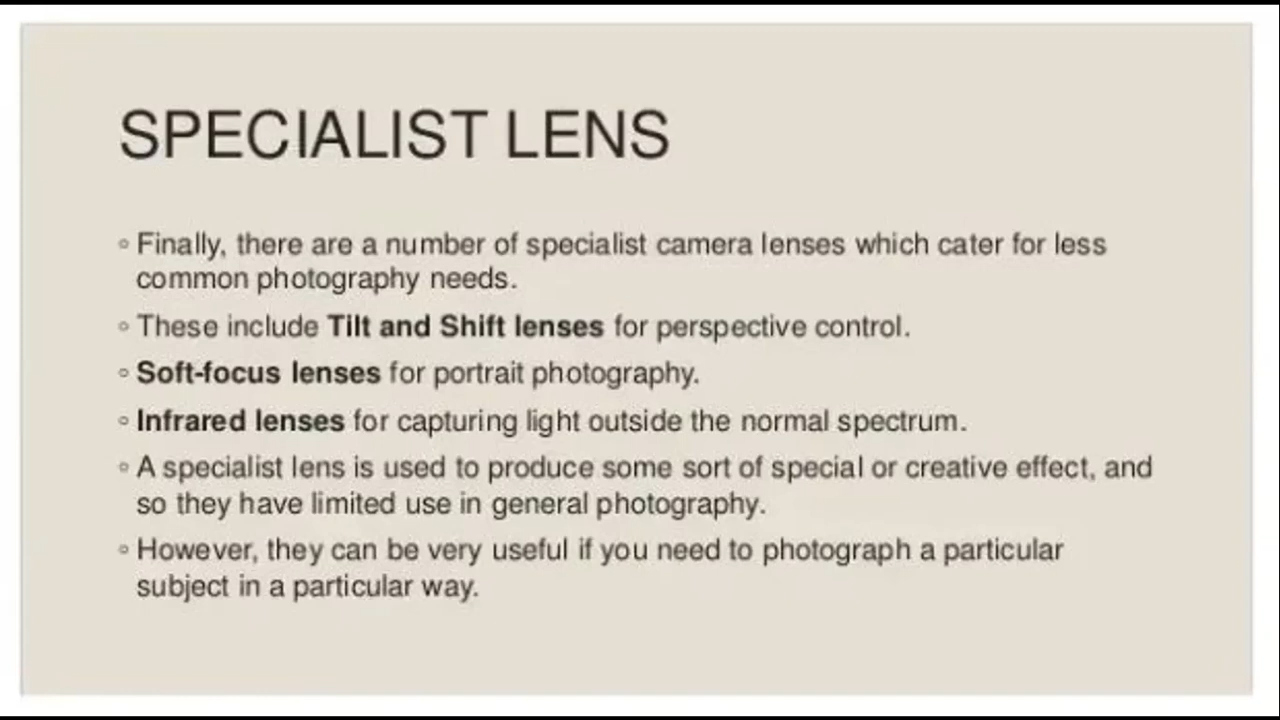 SPECIALIST LENS
◦ Finally, there are a number of specialist camera lenses which cater for less
common photography needs.
◦ These include Tilt and Shift lenses for perspective control.
◦ Soft-focus lenses for portrait photography.
◦ Infrared lenses for capturing light outside the normal spectrum.
◦ A specialist lens is used to produce some sort of special or creative effect, and
so they have limited use in general photography.
◦ However, they can be very useful if you need to photograph a particular
subject in a particular way.